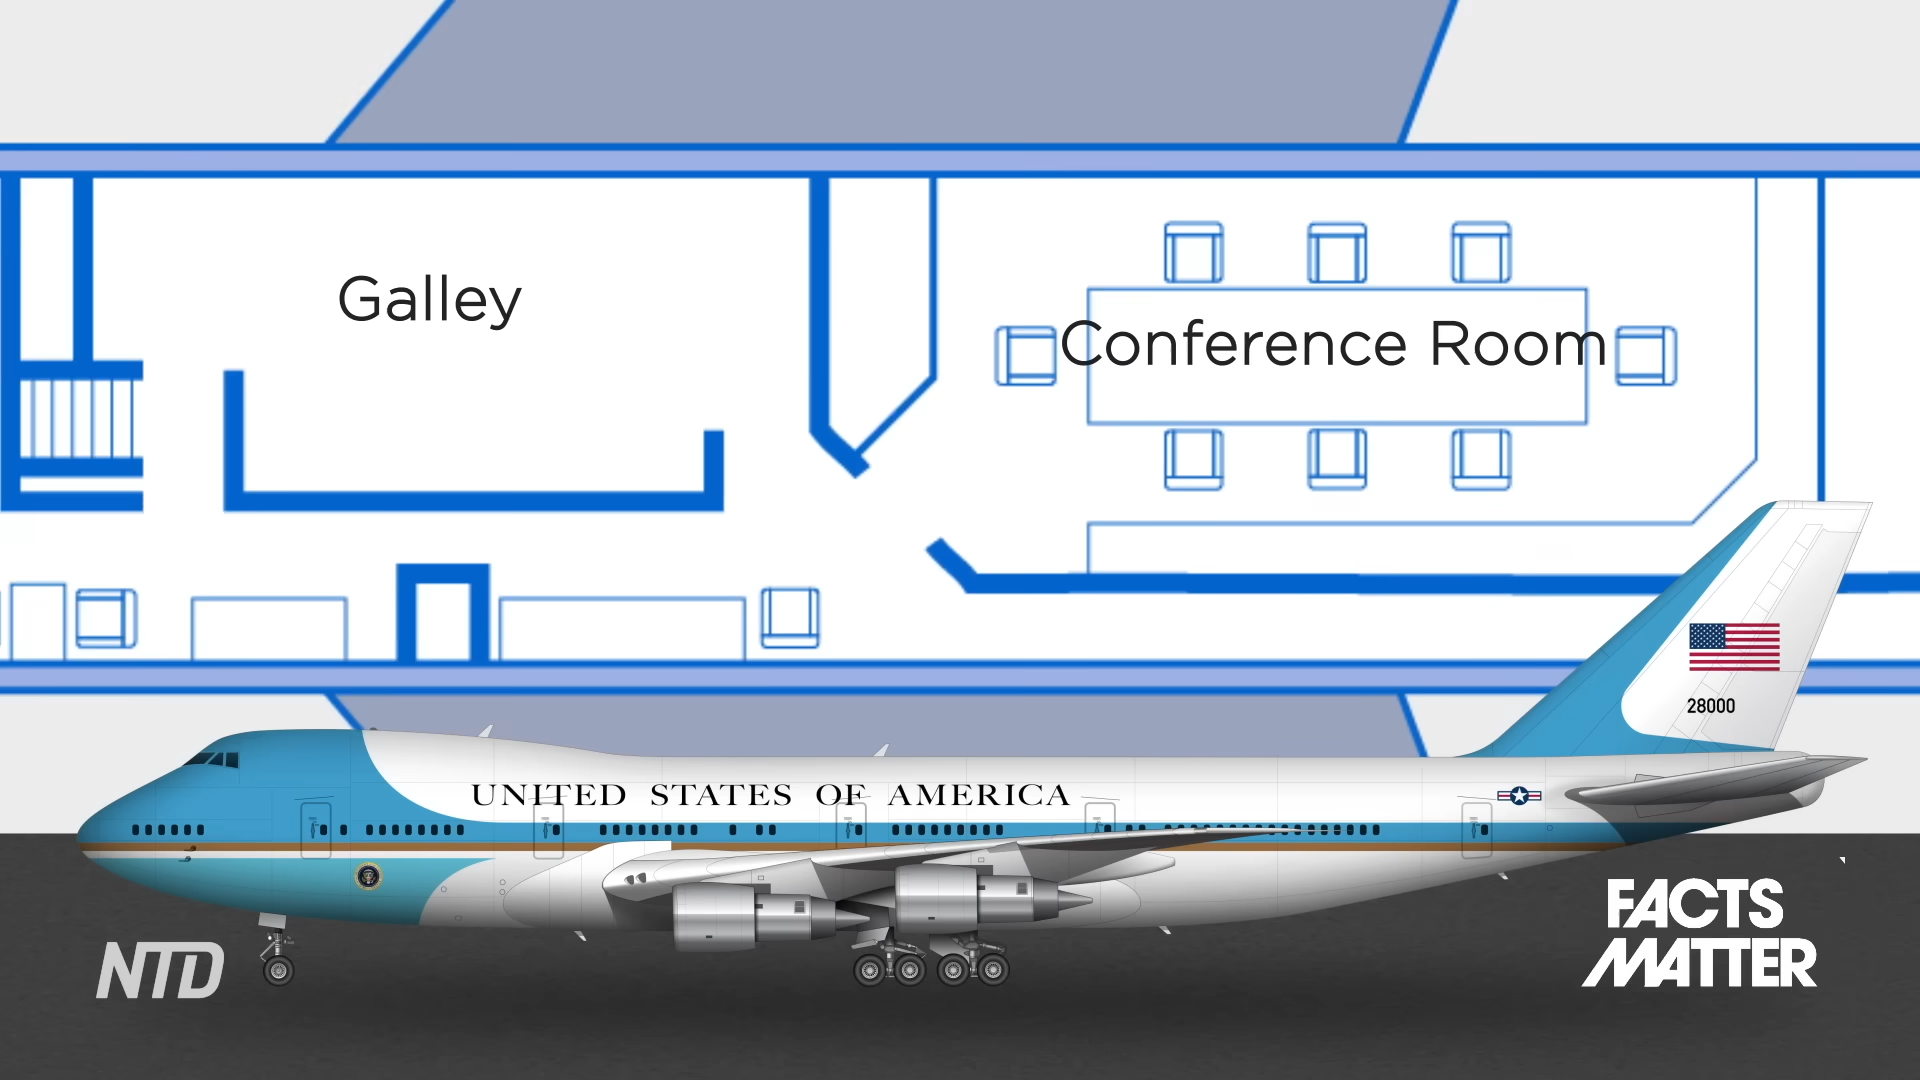 Galley
Conference Room
28000
UNITED STATES OF AMERICA
FACTS
MATTER
NTD